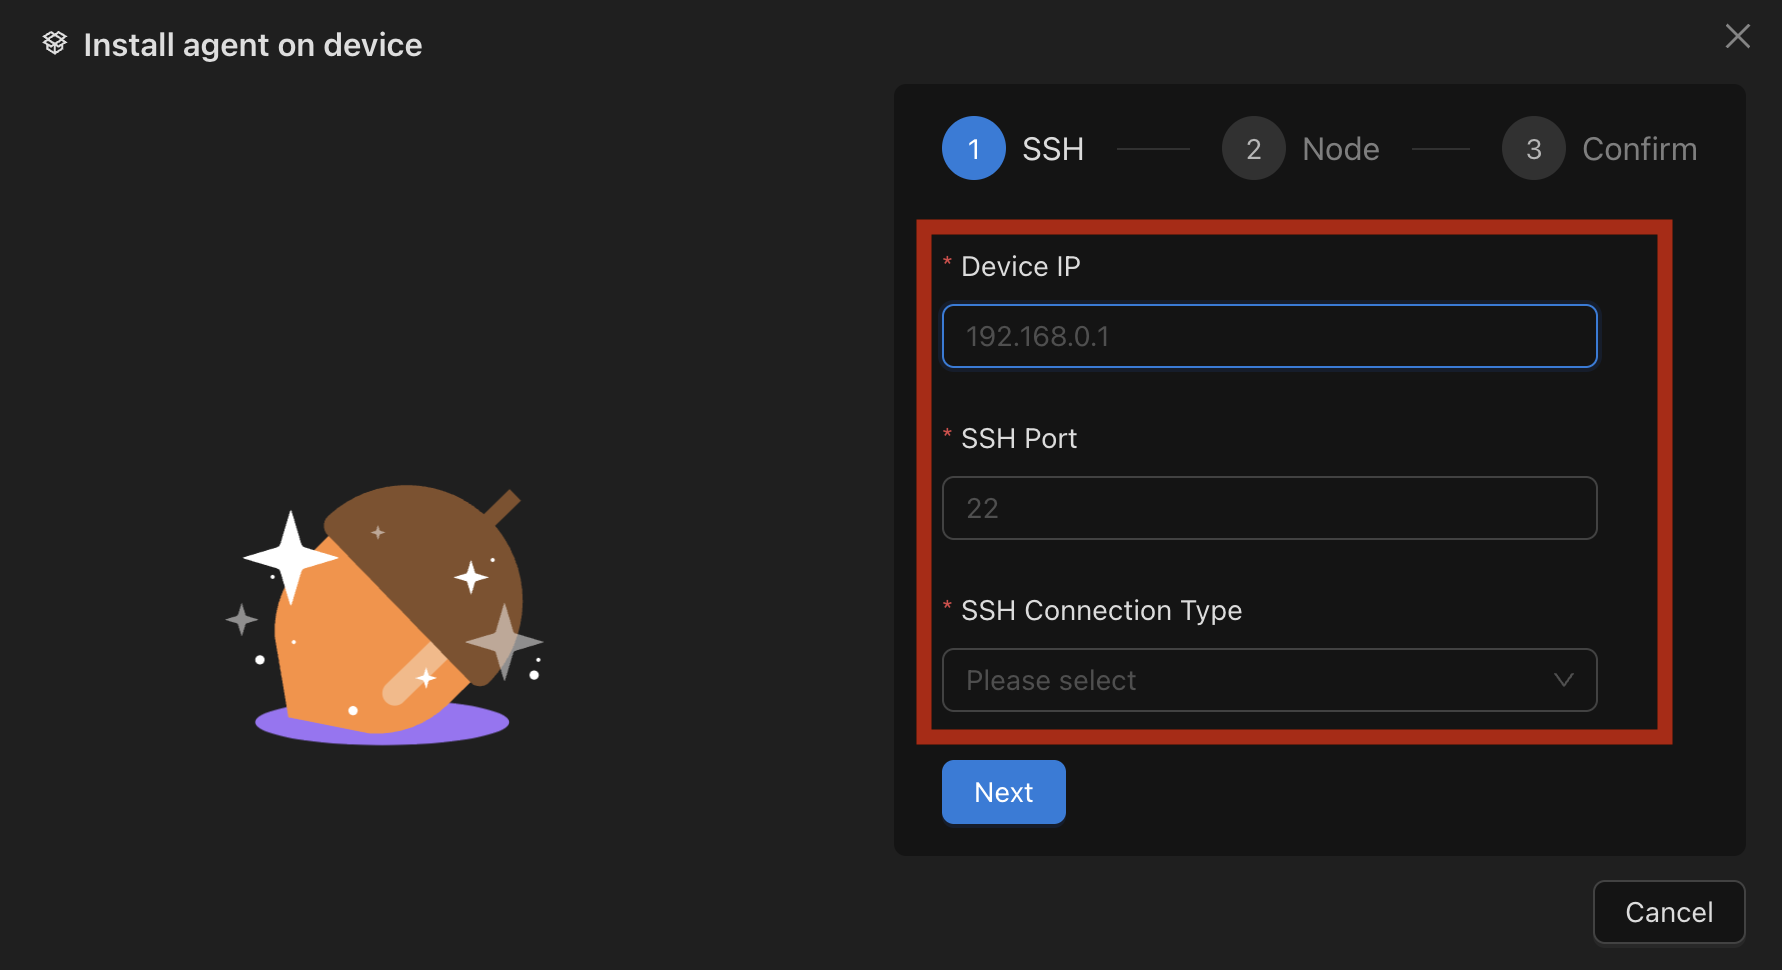 Install agent on device
1 SSH 2 Node 3 Confirm
* Device IP
192.168.0.1
* SSH Port
22
* SSH Connection Type
Please select
Next
Cancel